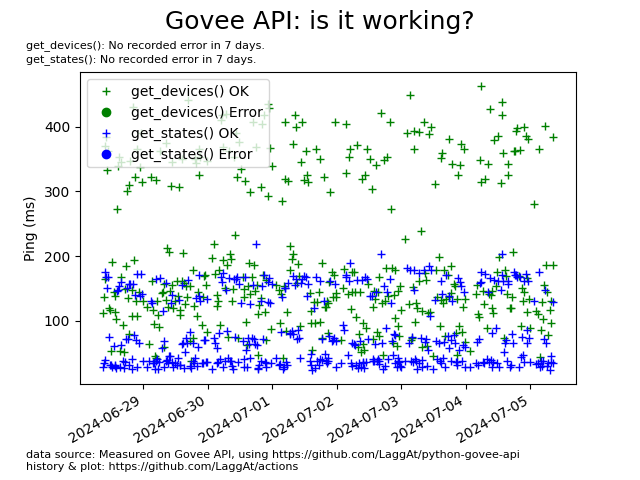 Govee API: is it working?
get_devices(): No recorded error in 7 days.
get_states(): No recorded error in 7 days.
get_devices() OK
get_devices() Error
get_states() OK
get_states() Error
400
300
200
100
Ping (ms)
2024-06-29
2024-06-30
2024-07-01
2024-07-02
2024-07-03
2024-07-04
2024-07-05
data source: Measured on Govee API, using https://github.com/LaggAt/python-govee-api
history & plot: https://github.com/LaggAt/actions